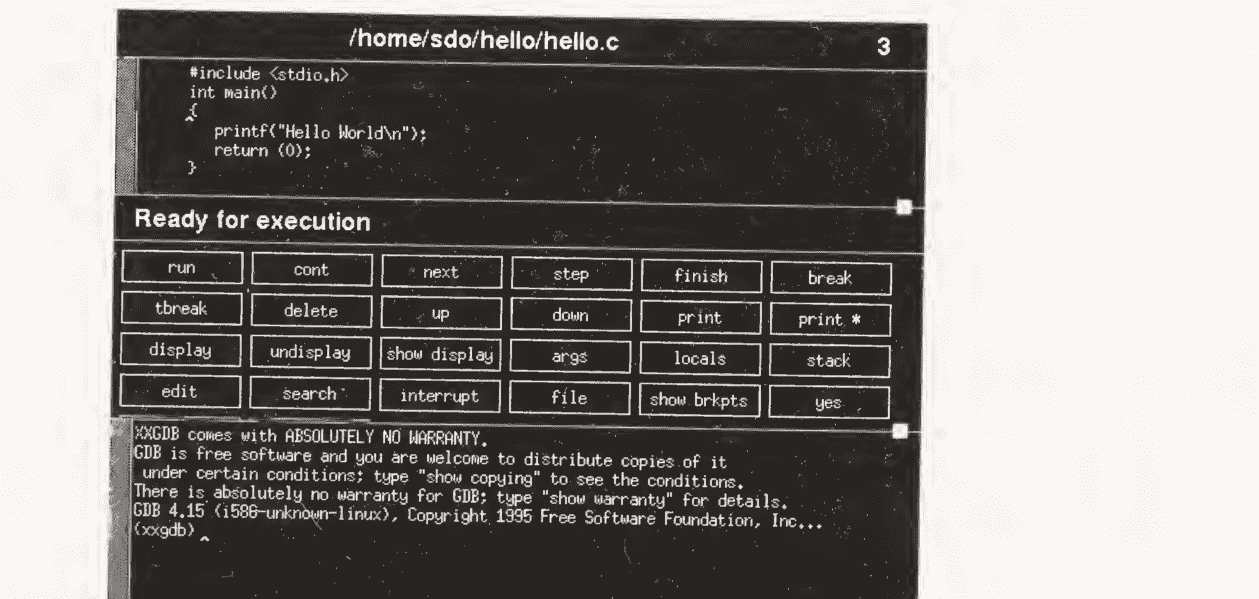 /home/sdo/hello/hello.c 3
#include <stdio.h>
int main()
{
printf("Hello World\n");
return (0);
}
Ready for execution
run cont next step finish break
tbreak delete up down print print *
display undisplay show display args locals stack
edit search interrupt file show brkpts yes
XXGDB comes with ABSOLUTELY NO WARRANTY.
GDB is free software and you are welcome to distribute copies of it
under certain conditions; type "show copying" to see the conditions.
There is absolutely no warranty for GDB; type "show warranty" for details.
GDB 4.15 (i586-unknown-linux), Copyright 1995 Free Software Foundation, Inc...
(xxgdb)